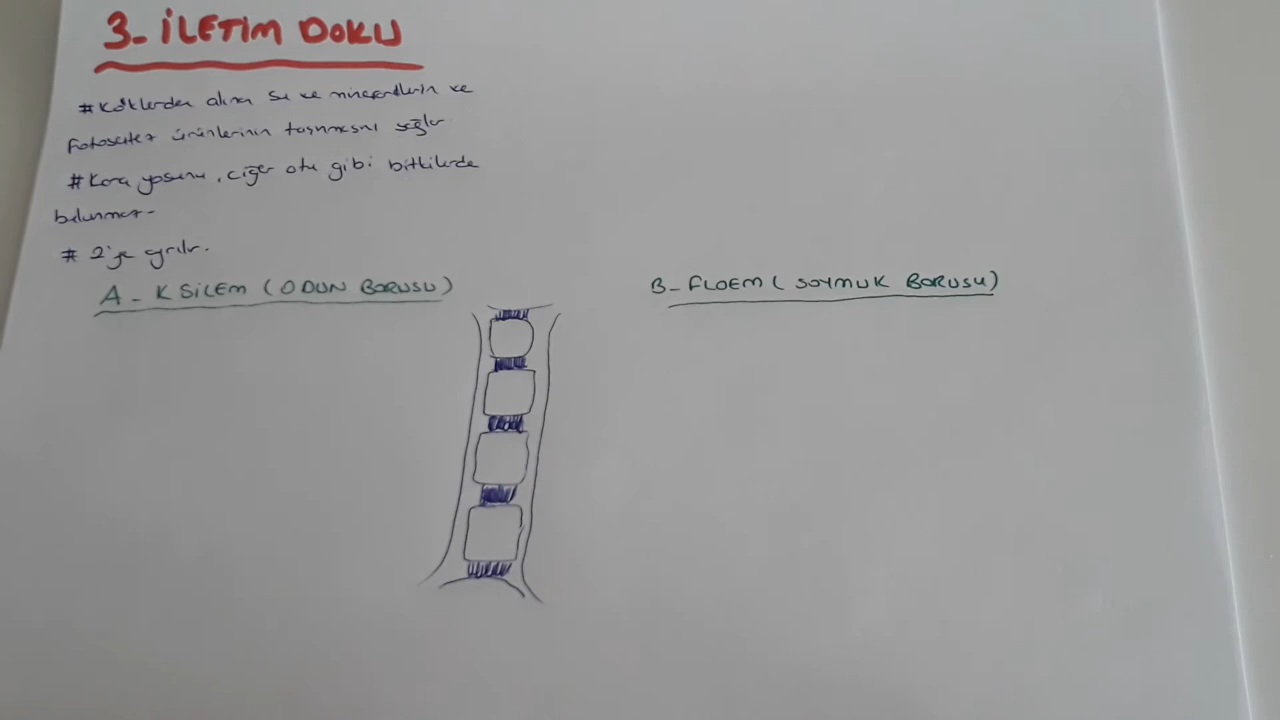 3- İLETİM DOKU
# Köklerden alınan su ve minerallerin ve
fotosentez ürünlerinin taşınmasını sağlar.
# Kara yosunu, ciğer otu gibi bitkilerde
bulunmaz.
# 2'ye ayrılır.
A - KSİLEM (ODUN BORUSU)
B - FLOEM (SOYMUK BORUSU)